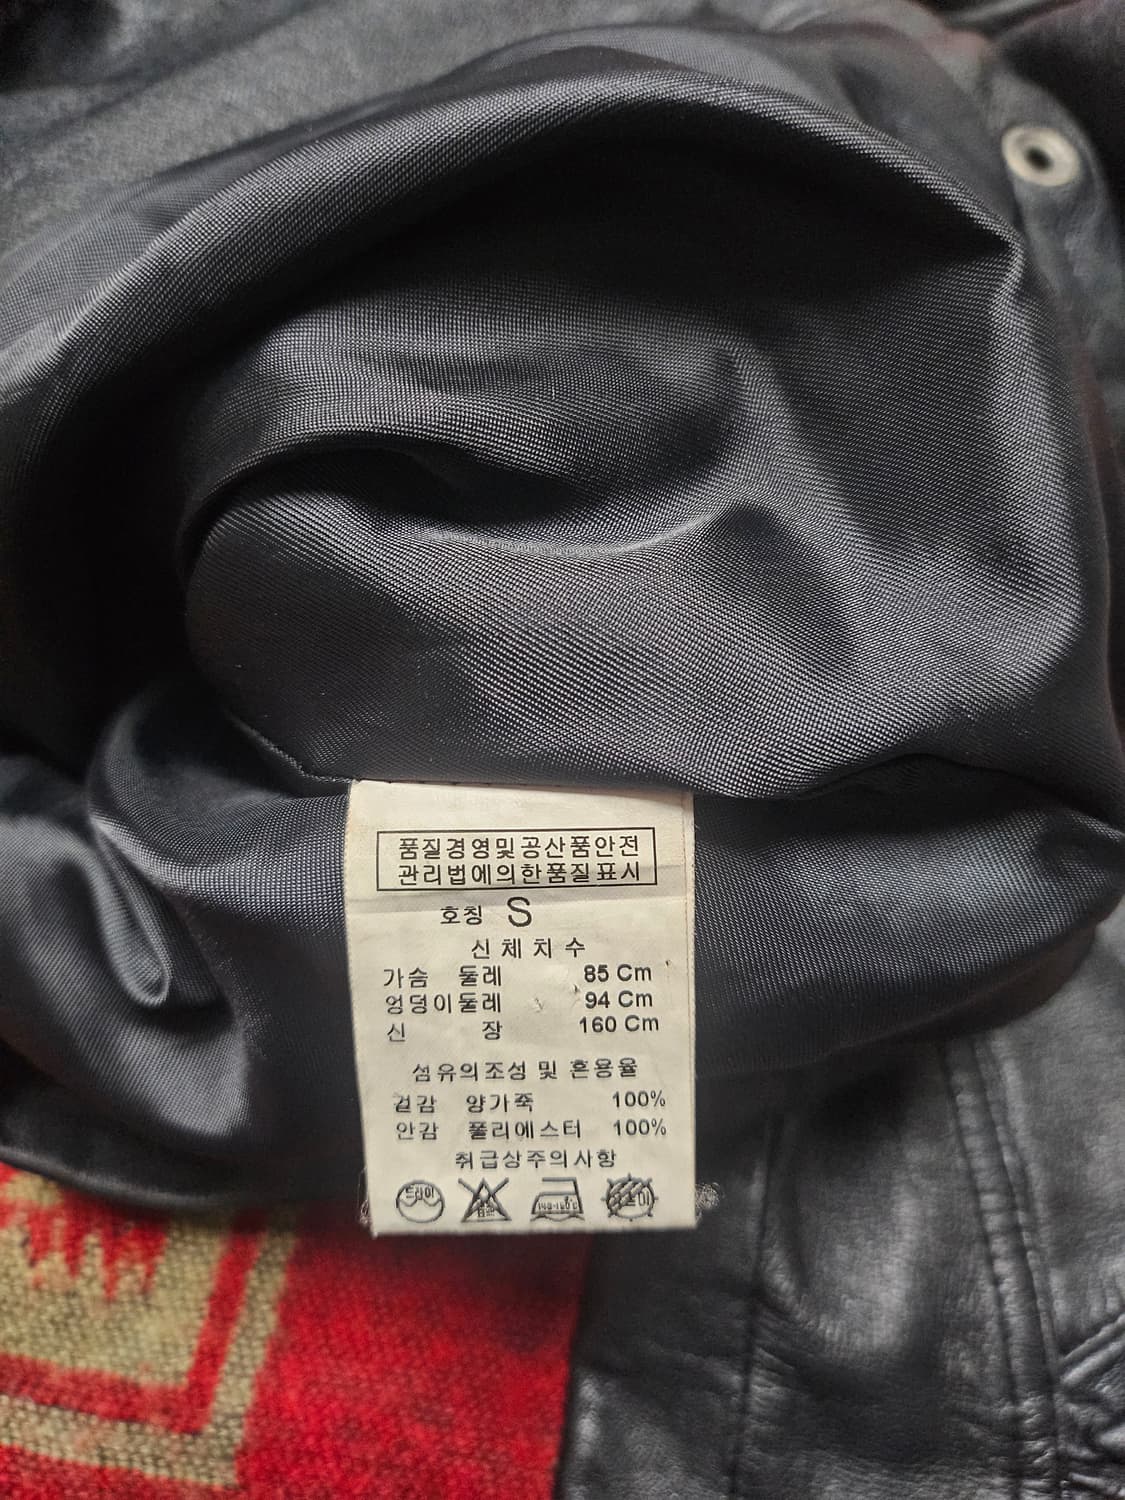 품질경영및공산품안전
관리법에의한품질표시
호칭 S
신체치수
가슴 둘레 85 Cm
엉덩이둘레 94 Cm
신 장 160 Cm
섬유의조성 및 혼용율
겉감 양가죽 100%
안감 폴리에스터 100%
취급상주의사항
드라이